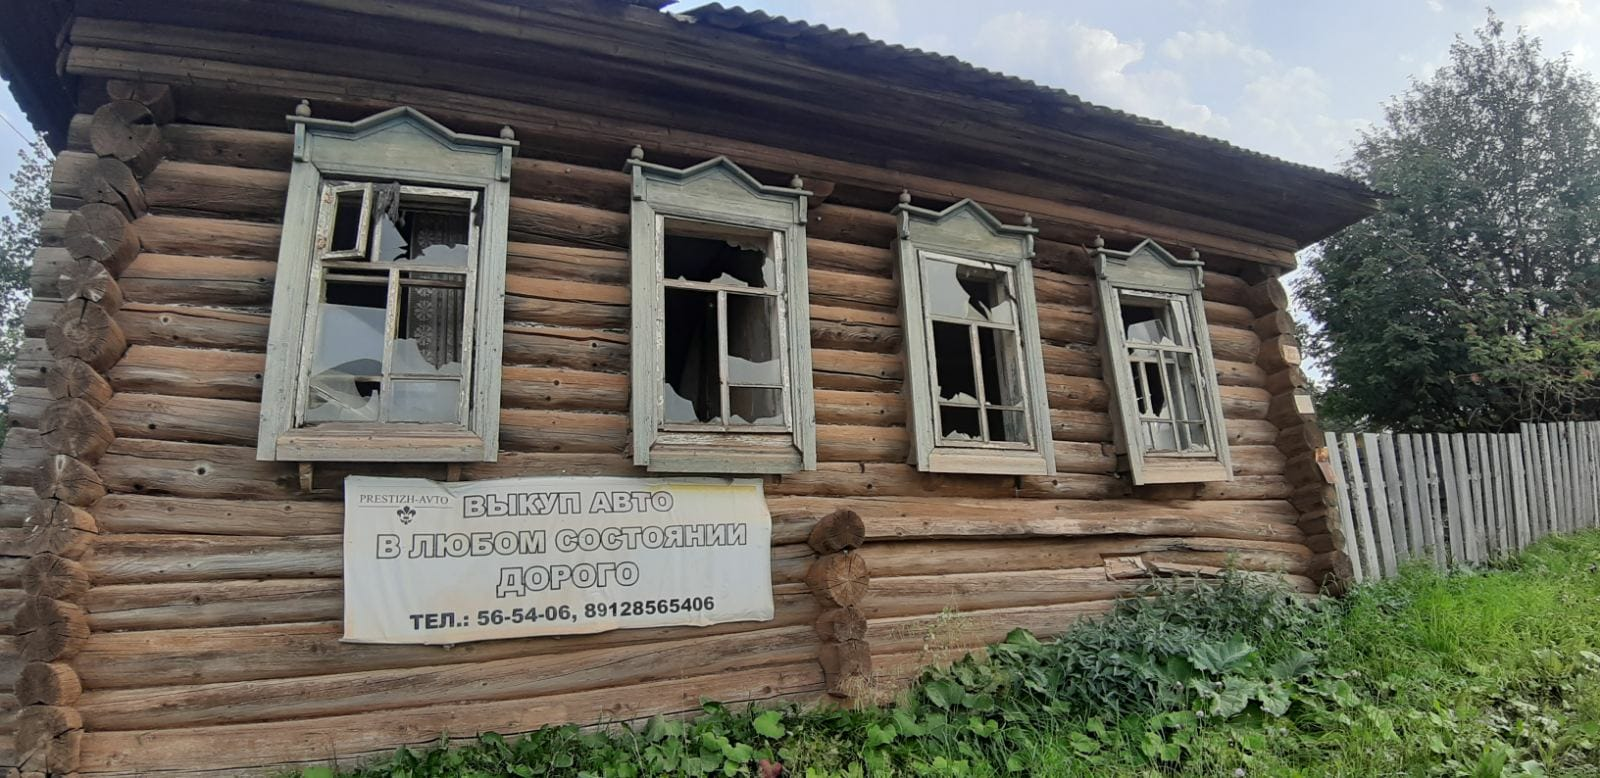 PRESTIZH-AVTO
ВЫКУП АВТО
В ЛЮБОМ СОСТОЯНИИ
ДОРОГО
ТЕЛ.: 56-54-06, 89128565406